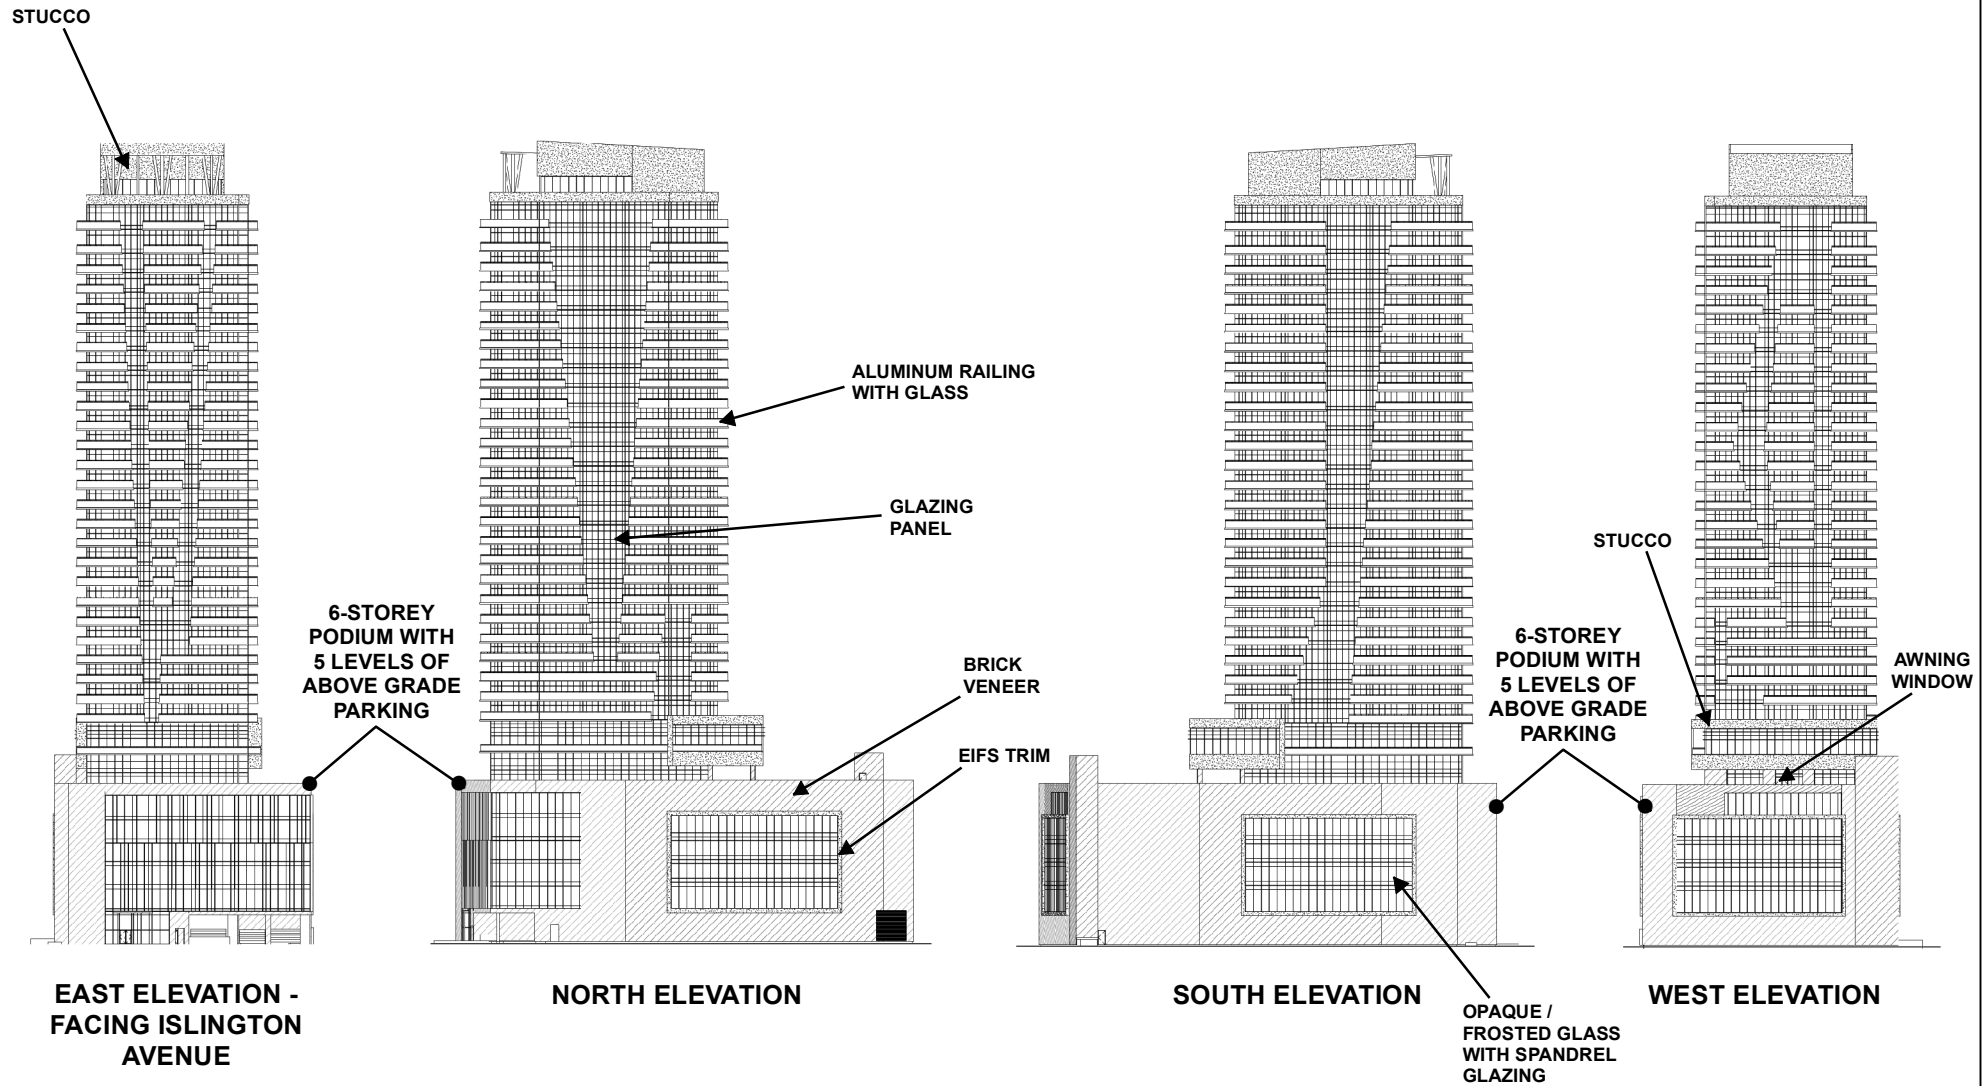 STUCCO
ALUMINUM RAILING
WITH GLASS
GLAZING
PANEL
6-STOREY
PODIUM WITH
5 LEVELS OF
ABOVE GRADE
PARKING
BRICK
VENEER
EIFS TRIM
STUCCO
6-STOREY
PODIUM WITH
5 LEVELS OF
ABOVE GRADE
PARKING
AWNING
WINDOW
EAST ELEVATION -
FACING ISLINGTON
AVENUE
NORTH ELEVATION
SOUTH ELEVATION
WEST ELEVATION
OPAQUE /
FROSTED GLASS
WITH SPANDREL
GLAZING